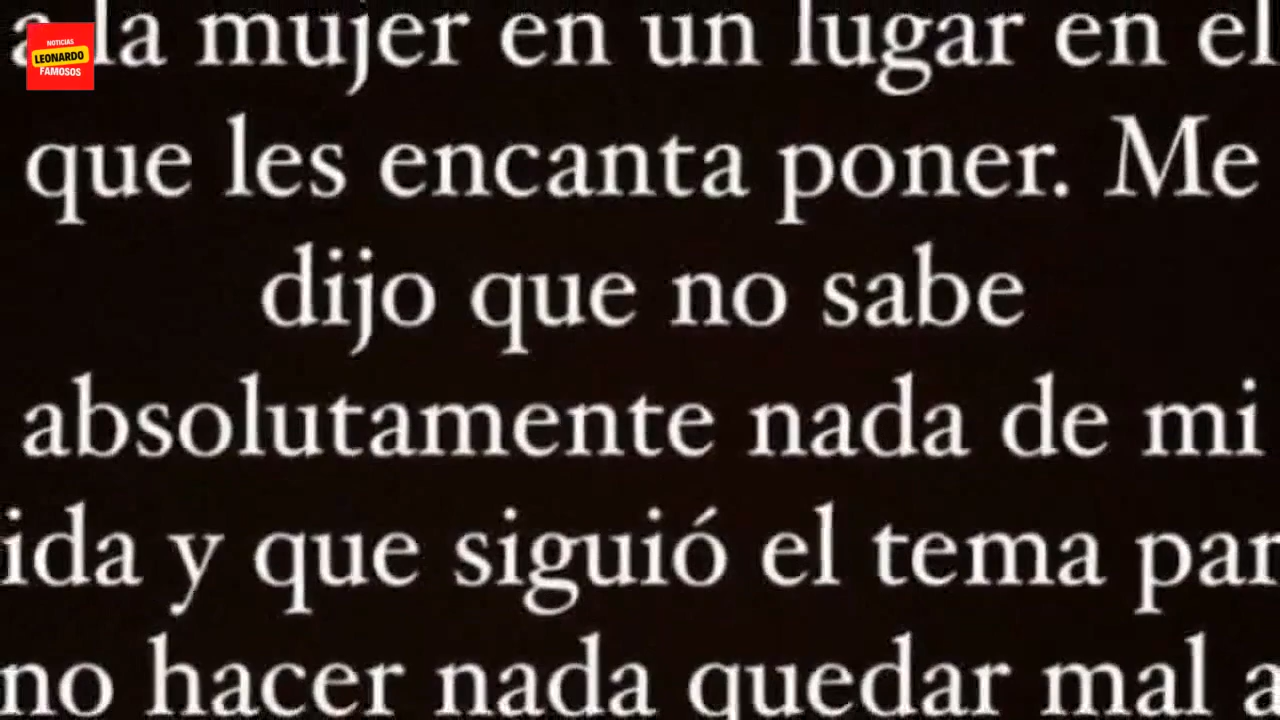 NOTICIAS
LEONARDO
FAMOSOS
a la mujer en un lugar en el
que les encanta poner. Me
dijo que no sabe
absolutamente nada de mi
ida y que siguió el tema par
no hacer nada quedar mal a